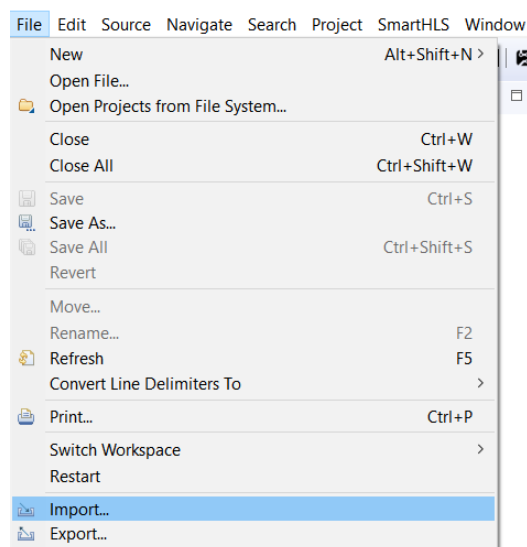 File Edit Source Navigate Search Project SmartHLS Window
New Alt+Shift+N >
Open File...
Open Projects from File System...
Close Ctrl+W
Close All Ctrl+Shift+W
Save Ctrl+S
Save As...
Save All Ctrl+Shift+S
Revert
Move...
Rename... F2
Refresh F5
Convert Line Delimiters To >
Print... Ctrl+P
Switch Workspace >
Restart
Import...
Export...